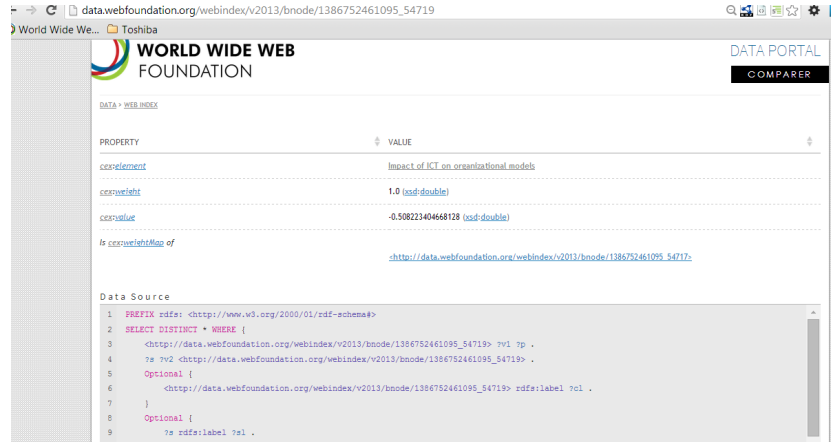 data.webfoundation.org/webindex/v2013/bnode/1386752461095_54719
World Wide We... Toshiba
WORLD WIDE WEB
FOUNDATION
DATA PORTAL
COMPARER
DATA > WEB INDEX
PROPERTY VALUE
cex:element Impact of ICT on organizational models
cex:weight 1.0 (xsd:double)
cex:value -0.508223404668128 (xsd:double)
Is cex:weightMap of
<http://data.webfoundation.org/webindex/v2013/bnode/1386752461095_54717>
Data Source
1 PREFIX rdfs: <http://www.w3.org/2000/01/rdf-schema#>
2 SELECT DISTINCT * WHERE {
3 <http://data.webfoundation.org/webindex/v2013/bnode/1386752461095_54719> ?v1 ?p .
4 ?s ?v2 <http://data.webfoundation.org/webindex/v2013/bnode/1386752461095_54719> .
5 Optional {
6 <http://data.webfoundation.org/webindex/v2013/bnode/1386752461095_54719> rdfs:label ?cl .
7 }
8 Optional {
9 ?s rdfs:label ?sl .